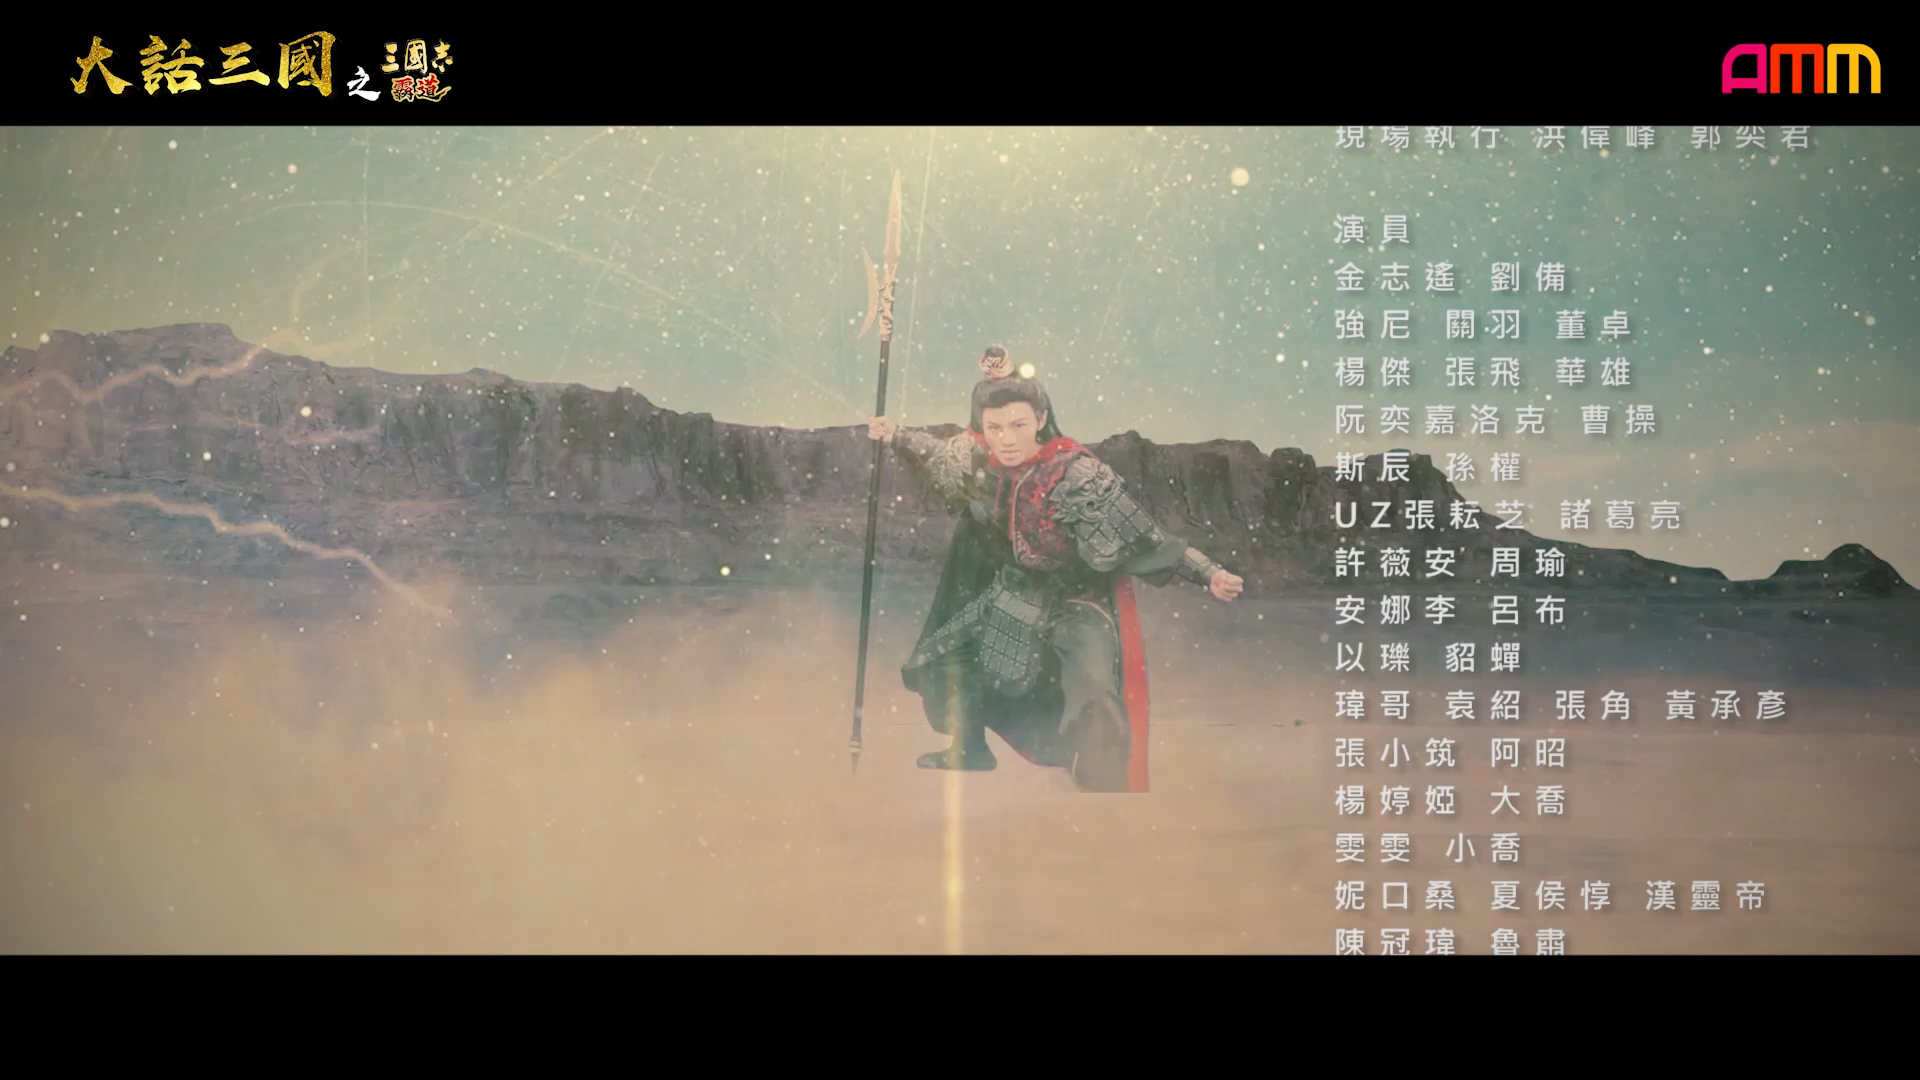 大話三國之三國志霸道
AMM
現場執行 洪偉峰 郭奕君
演員
金志遙 劉備
強尼 關羽 董卓
楊傑 張飛 華雄
阮奕嘉洛克 曹操
斯辰 孫權
UZ張耘芝 諸葛亮
許薇安 周瑜
安娜李 呂布
以瓅 貂蟬
瑋哥 袁紹 張角 黃承彥
張小筑 阿昭
楊婷婭 大喬
雯雯 小喬
妮口桑 夏侯惇 漢靈帝
陳冠瑋 魯肅